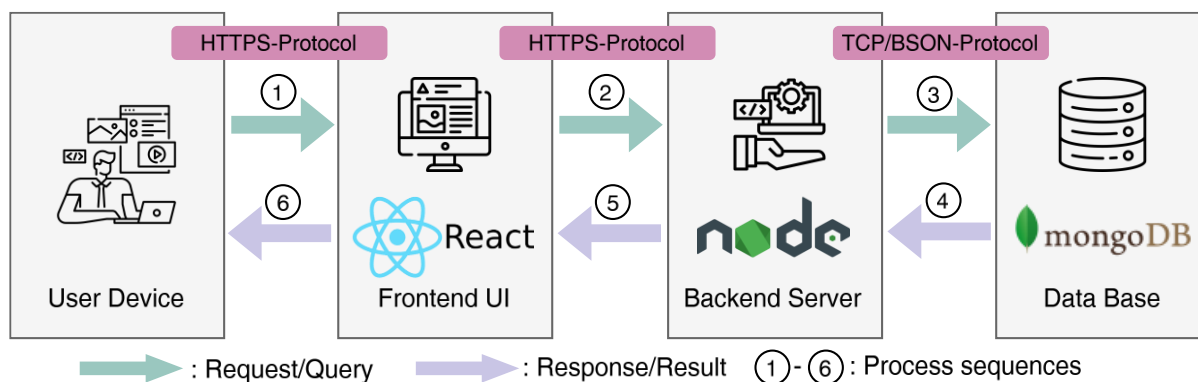 HTTPS-Protocol
HTTPS-Protocol
TCP/BSON-Protocol
1
2
3
</>
</>
6
5
4
React
node
mongoDB
User Device
Frontend UI
Backend Server
Data Base
: Request/Query
: Response/Result
1 - 6 : Process sequences